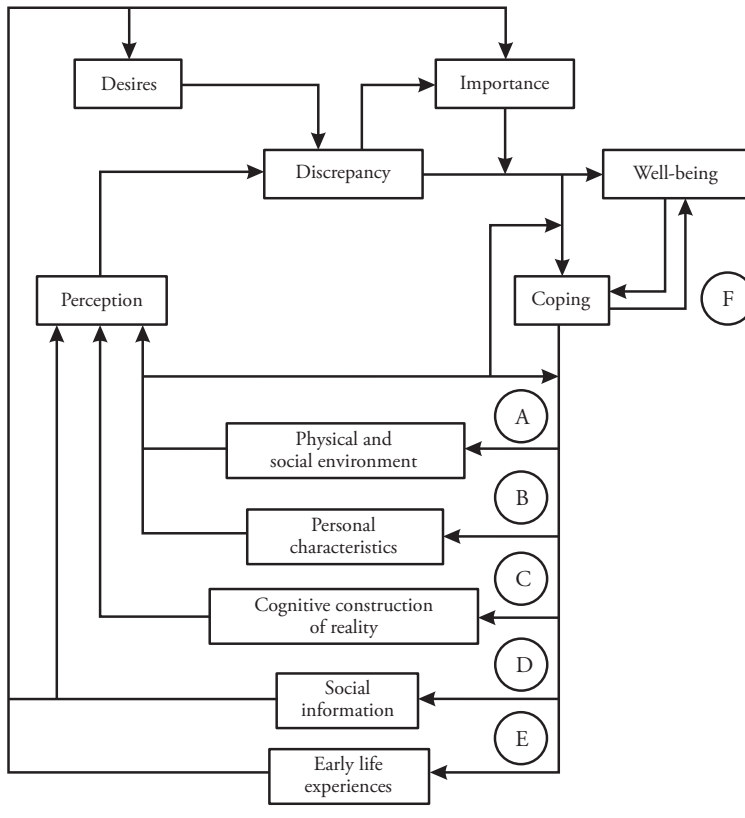 Desires
Importance
Discrepancy
Well-being
Perception
Coping
F
A
Physical and
social environment
B
Personal
characteristics
C
Cognitive construction
of reality
D
Social
information
E
Early life
experiences